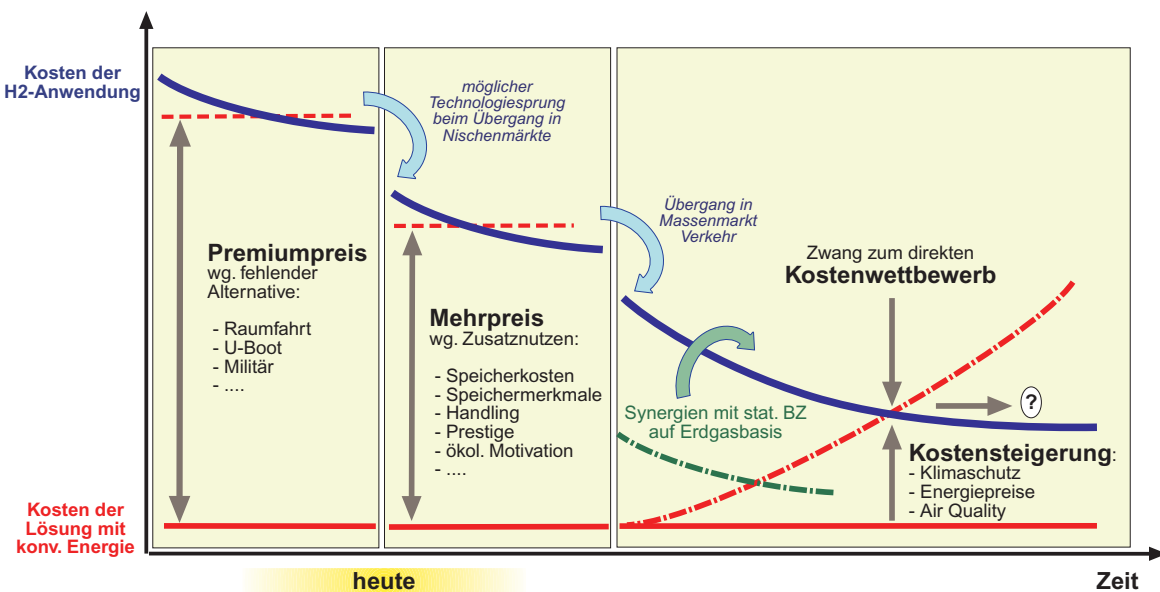 Kosten der
H2-Anwendung
möglicher
Technologiesprung
beim Übergang in
Nischenmärkte
Premiumpreis
wg. fehlender
Alternative:
- Raumfahrt
- U-Boot
- Militär
- ....
Mehrpreis
wg. Zusatznutzen:
- Speicherkosten
- Speichermerkmale
- Handling
- Prestige
- ökol. Motivation
- ....
Übergang in
Massenmarkt
Verkehr
Zwang zum direkten
Kostenwettbewerb
?
Synergien mit stat. BZ
auf Erdgasbasis
Kostensteigerung:
- Klimaschutz
- Energiepreise
- Air Quality
Kosten der
Lösung mit
konv. Energie
heute
Zeit